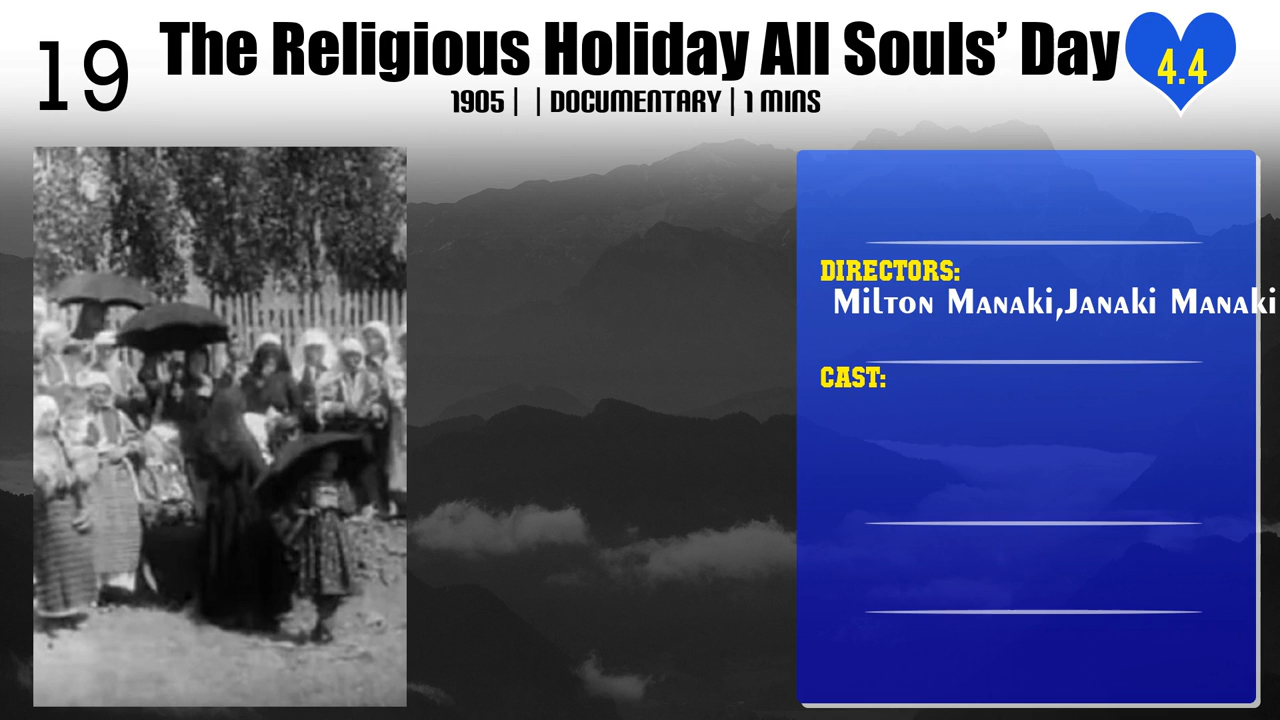 19
The Religious Holiday All Souls’ Day
4.4
1905 | | DOCUMENTARY | 1 MINS
DIRECTORS:
Milton Manaki,Janaki Manaki
CAST: